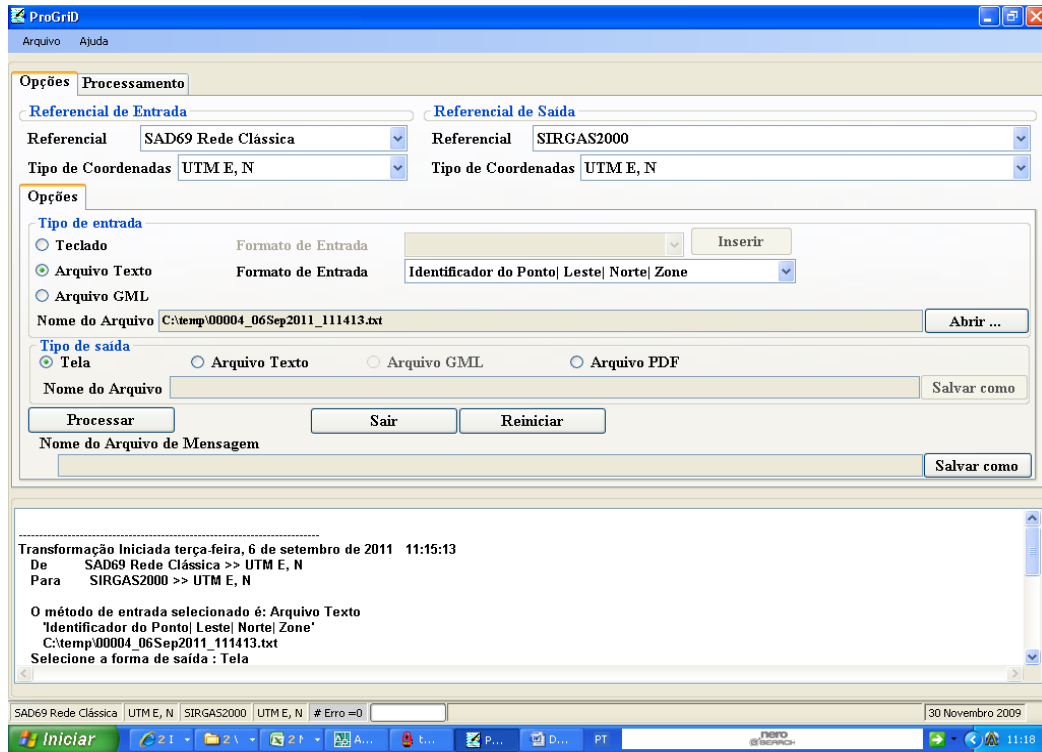 ProGriD
Arquivo Ajuda
Opções Processamento
Referencial de Entrada Referencial de Saída
Referencial SAD69 Rede Clássica Referencial SIRGAS2000
Tipo de Coordenadas UTM E, N Tipo de Coordenadas UTM E, N
Opções
Tipo de entrada
Teclado Formato de Entrada Inserir
Arquivo Texto Formato de Entrada Identificador do Ponto| Leste| Norte| Zone
Arquivo GML
Nome do Arquivo C:\temp\00004_06Sep2011_111413.txt Abrir ...
Tipo de saída
Tela Arquivo Texto Arquivo GML Arquivo PDF
Nome do Arquivo Salvar como
Processar Sair Reiniciar
Nome do Arquivo de Mensagem
Salvar como
--------------------------------------------------------------------------
Transformação Iniciada terça-feira, 6 de setembro de 2011 11:15:13
De SAD69 Rede Clássica >> UTM E, N
Para SIRGAS2000 >> UTM E, N
O método de entrada selecionado é: Arquivo Texto
'Identificador do Ponto| Leste| Norte| Zone'
C:\temp\00004_06Sep2011_111413.txt
Selecione a forma de saída : Tela
SAD69 Rede Clássica UTM E, N SIRGAS2000 UTM E, N # Erro =0 30 Novembro 2009
Iniciar 2 I 2 \ 2 M A... t... P... D... PT nero SEARCH 11:18